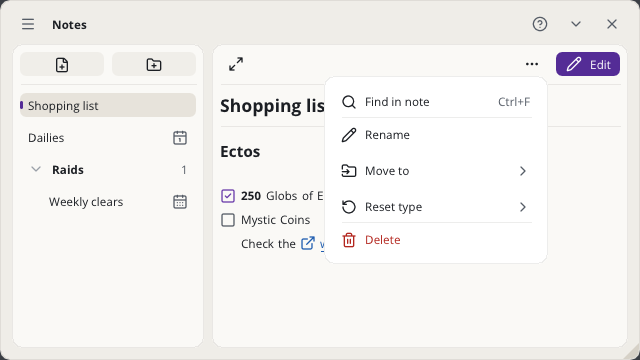 Notes
Edit
Shopping list
Dailies
Raids 1
Weekly clears
Shopping lis
Ectos
250 Globs of E
Mystic Coins
Check the
Find in note Ctrl+F
Rename
Move to
Reset type
Delete